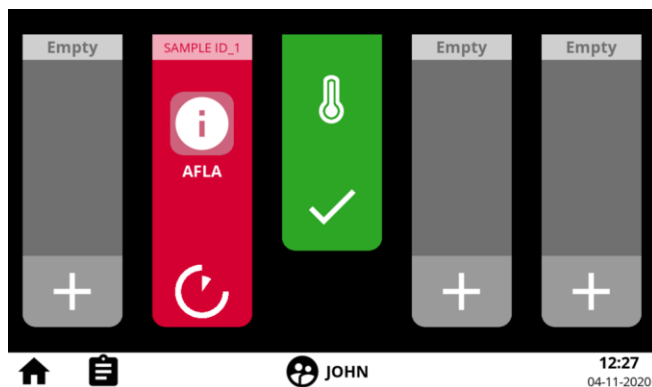 Empty
SAMPLE ID_1
Empty
Empty
AFLA
JOHN
12:27
04-11-2020